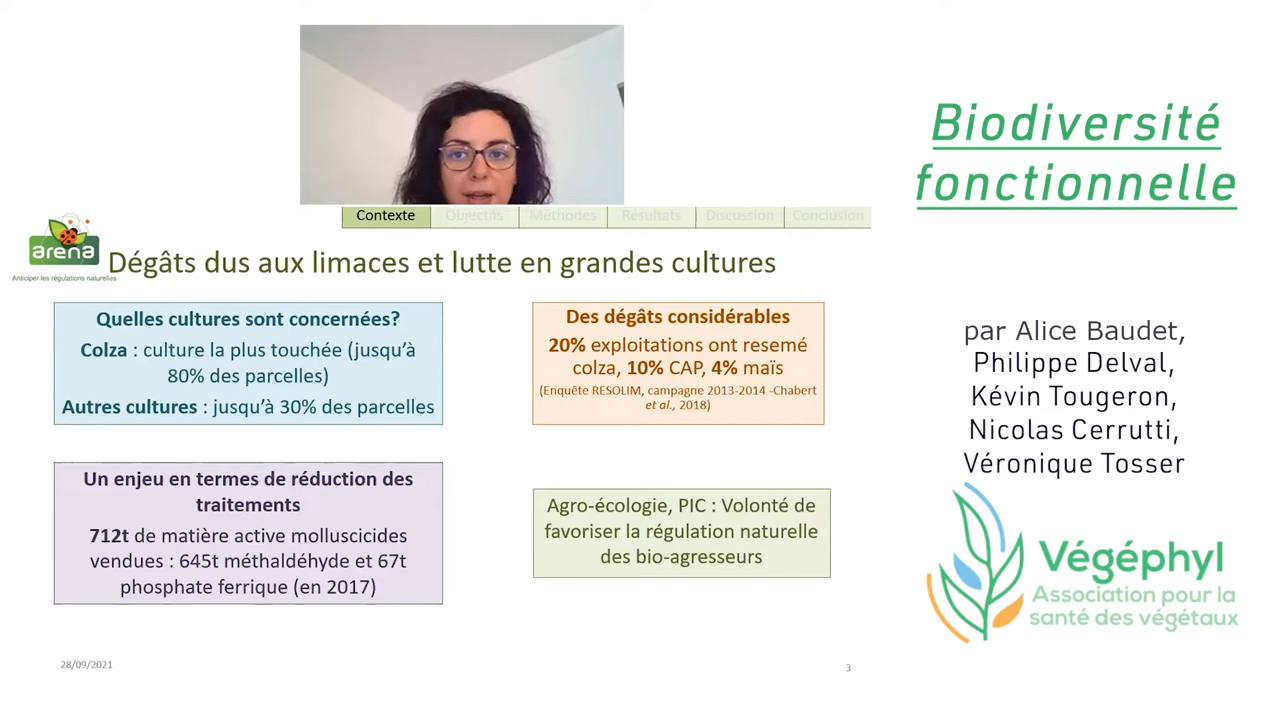 Biodiversité
fonctionnelle
Contexte
Objectifs
Méthodes
Résultats
Discussion
Conclusion
arena
Anticiper les régulations naturelles
Dégâts dus aux limaces et lutte en grandes cultures
Quelles cultures sont concernées?
Colza : culture la plus touchée (jusqu'à
80% des parcelles)
Autres cultures : jusqu'à 30% des parcelles
Des dégâts considérables
20% exploitations ont resemé
colza, 10% CAP, 4% maïs
(Enquête RESOLIM, campagne 2013-2014 -Chabert
et al., 2018)
Un enjeu en termes de réduction des
traitements
712t de matière active molluscicides
vendues : 645t méthaldéhyde et 67t
phosphate ferrique (en 2017)
Agro-écologie, PIC : Volonté de
favoriser la régulation naturelle
des bio-agresseurs
28/09/2021
3
par Alice Baudet,
Philippe Delval,
Kévin Tougeron,
Nicolas Cerrutti,
Véronique Tosser
Végéphyl
Association pour la
santé des végétaux